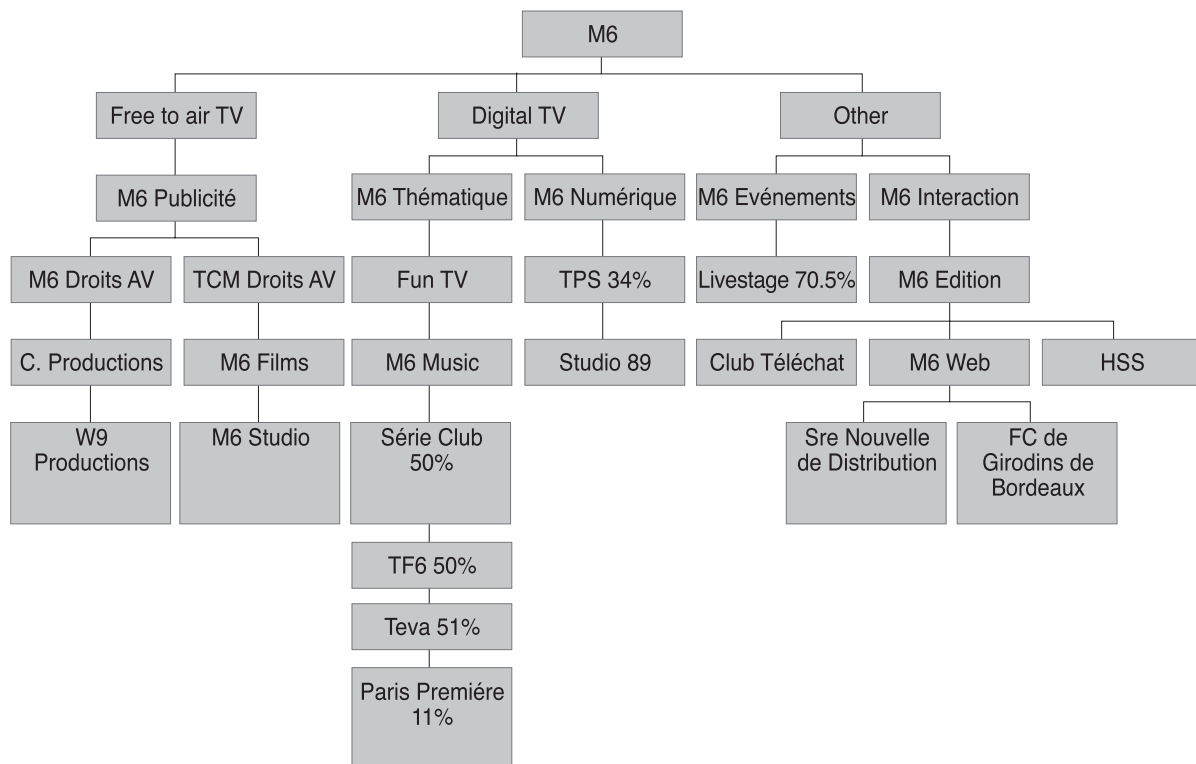 M6
Free to air TV
Digital TV
Other
M6 Publicité
M6 Thématique
M6 Numérique
M6 Evénements
M6 Interaction
M6 Droits AV
TCM Droits AV
Fun TV
TPS 34%
Livestage 70.5%
M6 Edition
C. Productions
M6 Films
M6 Music
Studio 89
Club Téléchat
M6 Web
HSS
W9
Productions
M6 Studio
Série Club
50%
Sre Nouvelle
de Distribution
FC de
Girodins de
Bordeaux
TF6 50%
Teva 51%
Paris Premiére
11%